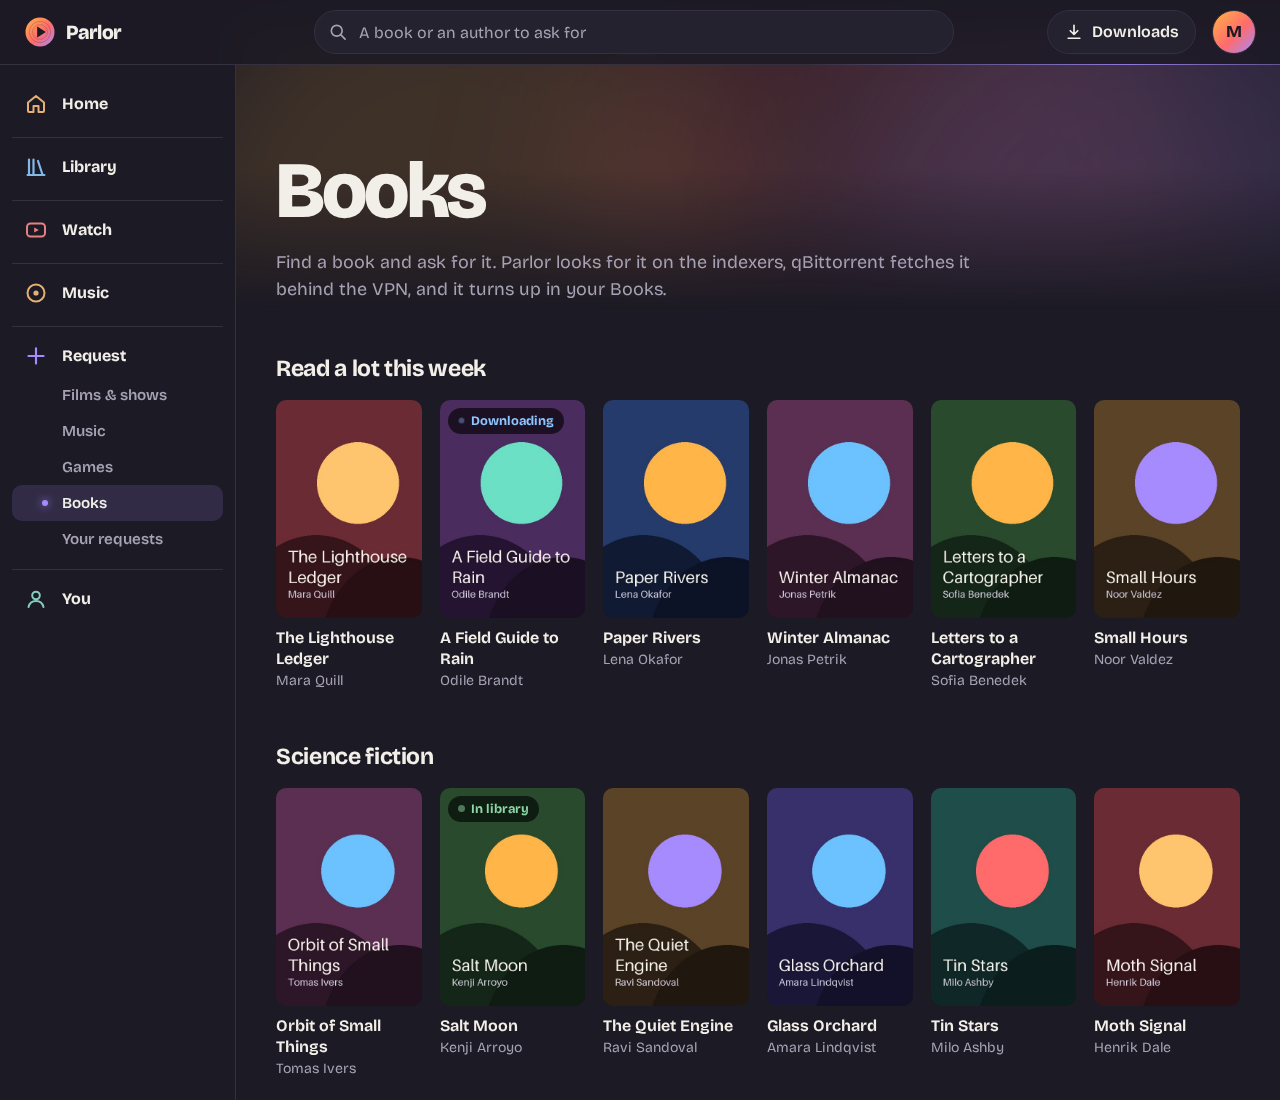 Parlor
A book or an author to ask for
Downloads
M
Home
Library
Watch
Music
Request
Films & shows
Music
Games
Books
Your requests
You
Books
Find a book and ask for it. Parlor looks for it on the indexers, qBittorrent fetches it
behind the VPN, and it turns up in your Books.
Read a lot this week
The Lighthouse
Ledger
Mara Quill
The Lighthouse
Ledger
Mara Quill
Downloading
A Field Guide to
Rain
Odile Brandt
A Field Guide to
Rain
Odile Brandt
Paper Rivers
Lena Okafor
Paper Rivers
Lena Okafor
Winter Almanac
Jonas Petrik
Winter Almanac
Jonas Petrik
Letters to a
Cartographer
Sofia Benedek
Letters to a
Cartographer
Sofia Benedek
Small Hours
Noor Valdez
Small Hours
Noor Valdez
Science fiction
Orbit of Small
Things
Tomas Ivers
Orbit of Small
Things
Tomas Ivers
In library
Salt Moon
Kenji Arroyo
Salt Moon
Kenji Arroyo
The Quiet
Engine
Ravi Sandoval
The Quiet Engine
Ravi Sandoval
Glass Orchard
Amara Lindqvist
Glass Orchard
Amara Lindqvist
Tin Stars
Milo Ashby
Tin Stars
Milo Ashby
Moth Signal
Henrik Dale
Moth Signal
Henrik Dale